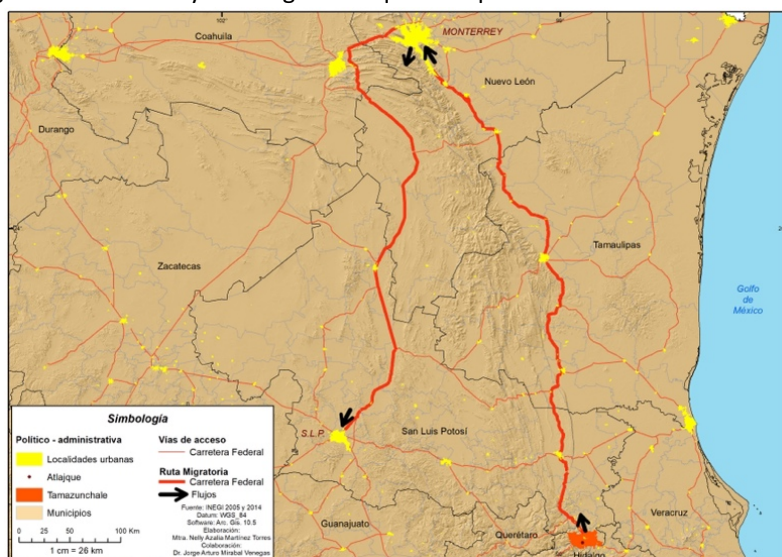 102
MONTERREY
Coahuila
Nuevo León
Durango
Tamaulipas
Zacatecas
Golfo
de
México
S.L.P.
San Luis Potosí
Veracruz
Guanajuato
Querétaro
Hidalgo
Simbología
Político - administrativa
Localidades urbanas
Atlajque
Tamazunchale
Municipios
Vías de acceso
Carretera Federal
Ruta Migratoria
Carretera Federal
Flujos
Fuente: INEGI 2005 y 2014
Datum: WGS_84
Software: Arc. Gis. 10.5
Elaboración:
Mtra. Nelly Azalia Martínez Torres
Colaboración:
Dr. Jorge Arturo Mirabal Venegas
0 25 50 100 Km
1 cm = 26 km